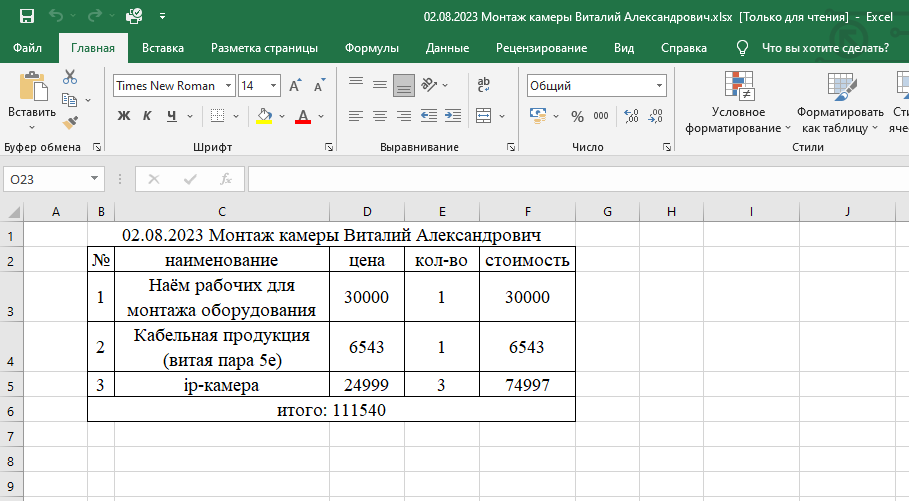 02.08.2023 Монтаж камеры Виталий Александрович.xlsx [Только для чтения] - Excel
Файл Главная Вставка Разметка страницы Формулы Данные Рецензирование Вид Справка Что вы хотите сделать?
Вставить
Буфер обмена
Times New Roman 14
Ж К Ч
Шрифт
Выравнивание
Общий
% 000
Число
Условное форматирование
Форматировать как таблицу
Стили
O23
A B C D E F G H I J
1 02.08.2023 Монтаж камеры Виталий Александрович
2 № наименование цена кол-во стоимость
3 1 Наём рабочих для монтажа оборудования 30000 1 30000
4 2 Кабельная продукция (витая пара 5е) 6543 1 6543
5 3 ip-камера 24999 3 74997
6 итого: 111540
7
8
9